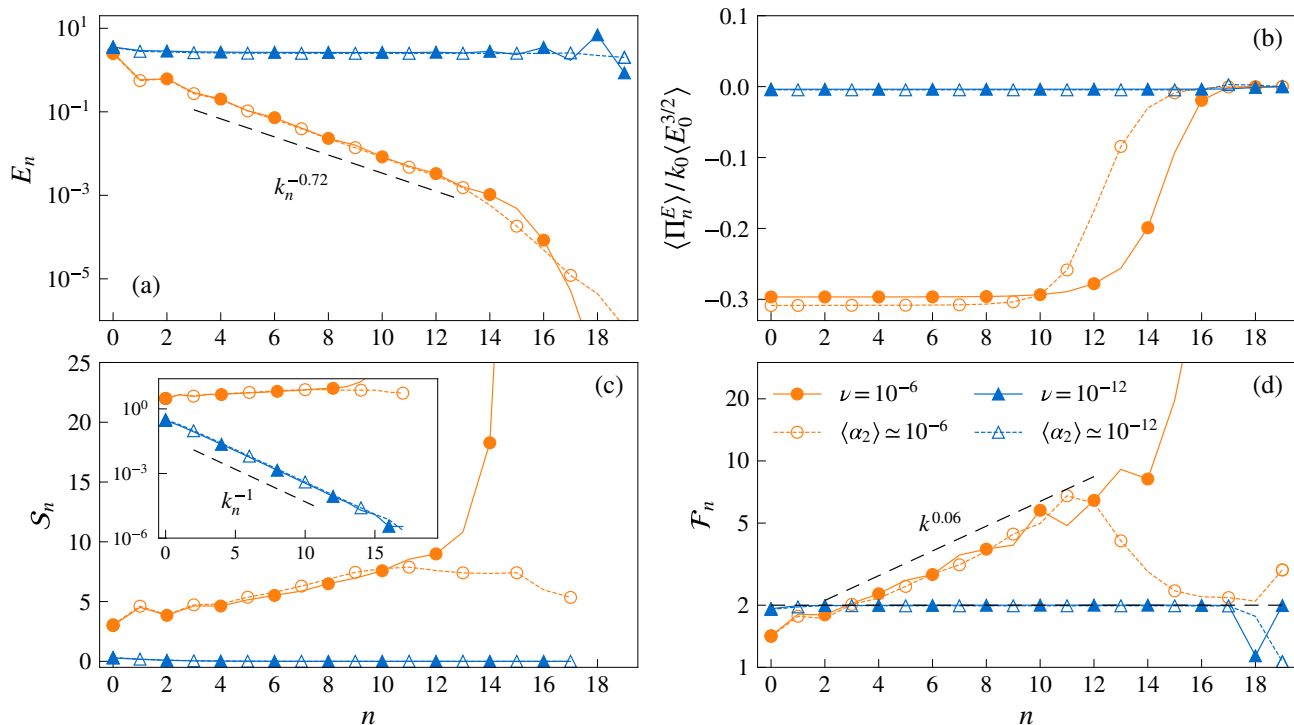 10^1
10^{-1}
10^{-3}
10^{-5}
E_n
k_n^{-0.72}
(a)
0 2 4 6 8 10 12 14 16 18
0.1
0.0
−0.1
−0.2
−0.3
⟨Π_n^E⟩ / k_0⟨E_0^{3/2}⟩
(b)
0 2 4 6 8 10 12 14 16 18
25
20
15
10
5
0
S_n
(c)
10^0
10^{-3}
10^{-6}
k_n^{-1}
0 5 10 15
0 2 4 6 8 10 12 14 16 18
n
20
10
5
2
1
F_n
(d)
ν = 10^{-6}
⟨α_2⟩ ≃ 10^{-6}
ν = 10^{-12}
⟨α_2⟩ ≃ 10^{-12}
k^{0.06}
0 2 4 6 8 10 12 14 16 18
n